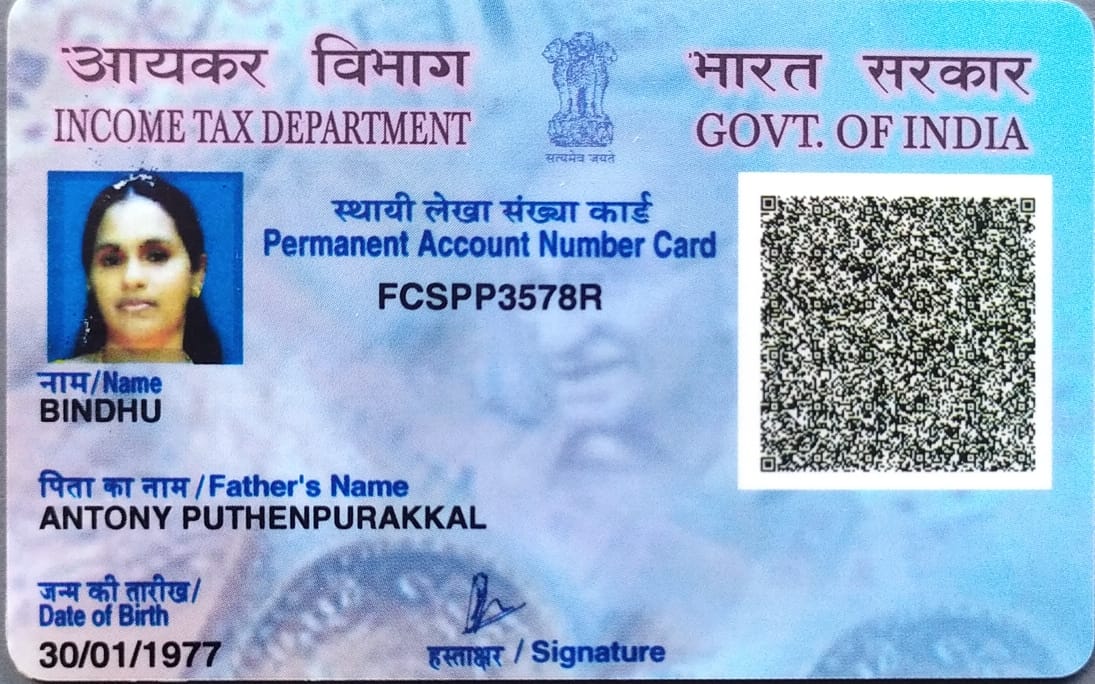 आयकर विभाग
INCOME TAX DEPARTMENT
सत्यमेव जयते
भारत सरकार
GOVT. OF INDIA
स्थायी लेखा संख्या कार्ड
Permanent Account Number Card
FCSPP3578R
नाम/Name
BINDHU
पिता का नाम/Father's Name
ANTONY PUTHENPURAKKAL
जन्म की तारीख/
Date of Birth
30/01/1977
हस्ताक्षर / Signature